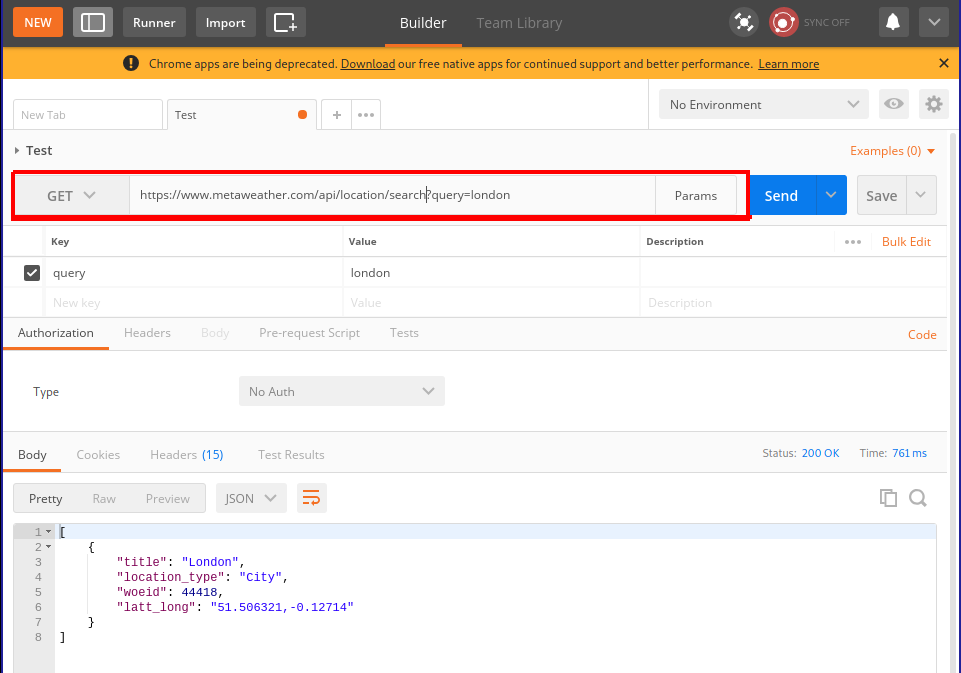 NEW Runner Import Builder Team Library SYNC OFF
! Chrome apps are being deprecated. Download our free native apps for continued support and better performance. Learn more
New Tab Test + ••• No Environment
Test Examples (0)
GET https://www.metaweather.com/api/location/search?query=london Params Send Save
Key Value Description ••• Bulk Edit
query london
New key Value Description
Authorization Headers Body Pre-request Script Tests Code
Type No Auth
Body Cookies Headers (15) Test Results Status: 200 OK Time: 761 ms
Pretty Raw Preview JSON
1 [
2 {
3 "title": "London",
4 "location_type": "City",
5 "woeid": 44418,
6 "latt_long": "51.506321,-0.12714"
7 }
8 ]